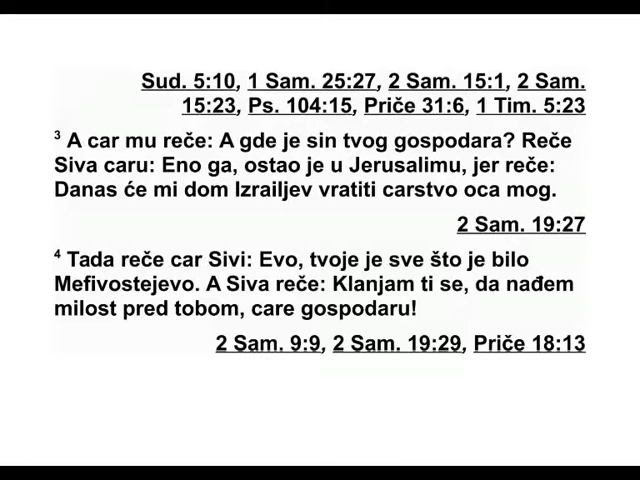 Sud. 5:10, 1 Sam. 25:27, 2 Sam. 15:1, 2 Sam.
15:23, Ps. 104:15, Priče 31:6, 1 Tim. 5:23
3 A car mu reče: A gde je sin tvog gospodara? Reče
Siva caru: Eno ga, ostao je u Jerusalimu, jer reče:
Danas će mi dom Izrailjev vratiti carstvo oca mog.
2 Sam. 19:27
4 Tada reče car Sivi: Evo, tvoje je sve što je bilo
Mefivostejevo. A Siva reče: Klanjam ti se, da nađem
milost pred tobom, care gospodaru!
2 Sam. 9:9, 2 Sam. 19:29, Priče 18:13